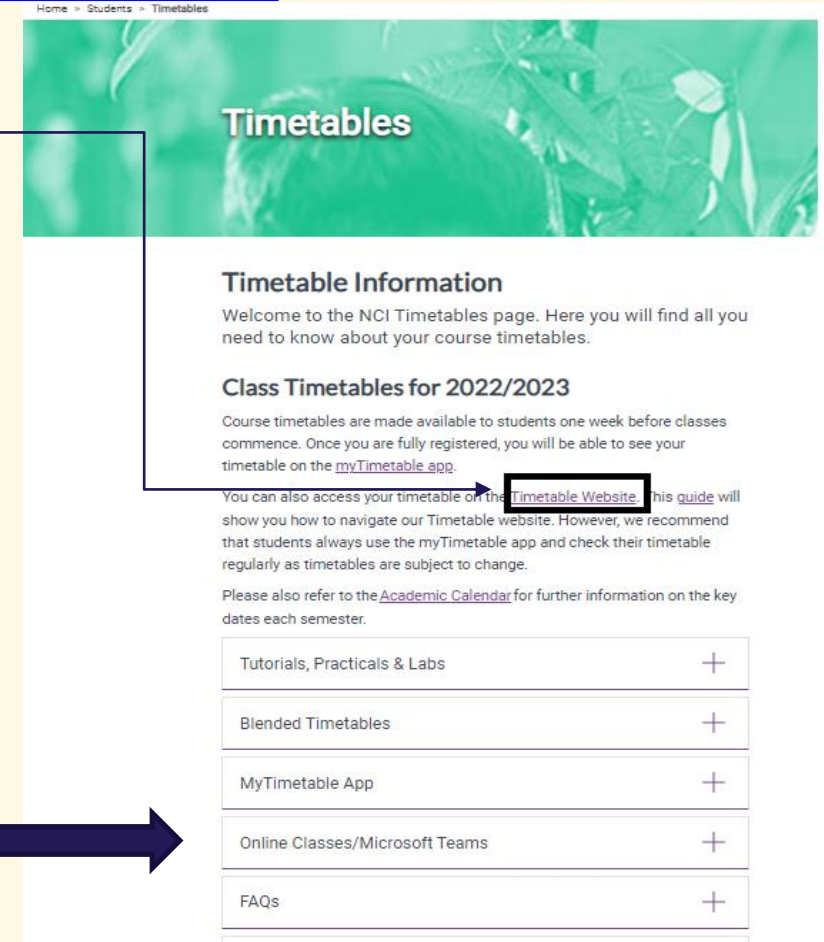 Home » Students » Timetables
Timetables
Timetable Information
Welcome to the NCI Timetables page. Here you will find all you
need to know about your course timetables.
Class Timetables for 2022/2023
Course timetables are made available to students one week before classes
commence. Once you are fully registered, you will be able to see your
timetable on the myTimetable app.
You can also access your timetable on the Timetable Website. This guide will
show you how to navigate our Timetable website. However, we recommend
that students always use the myTimetable app and check their timetable
regularly as timetables are subject to change.
Please also refer to the Academic Calendar for further information on the key
dates each semester.
Tutorials, Practicals & Labs
Blended Timetables
MyTimetable App
Online Classes/Microsoft Teams
FAQs